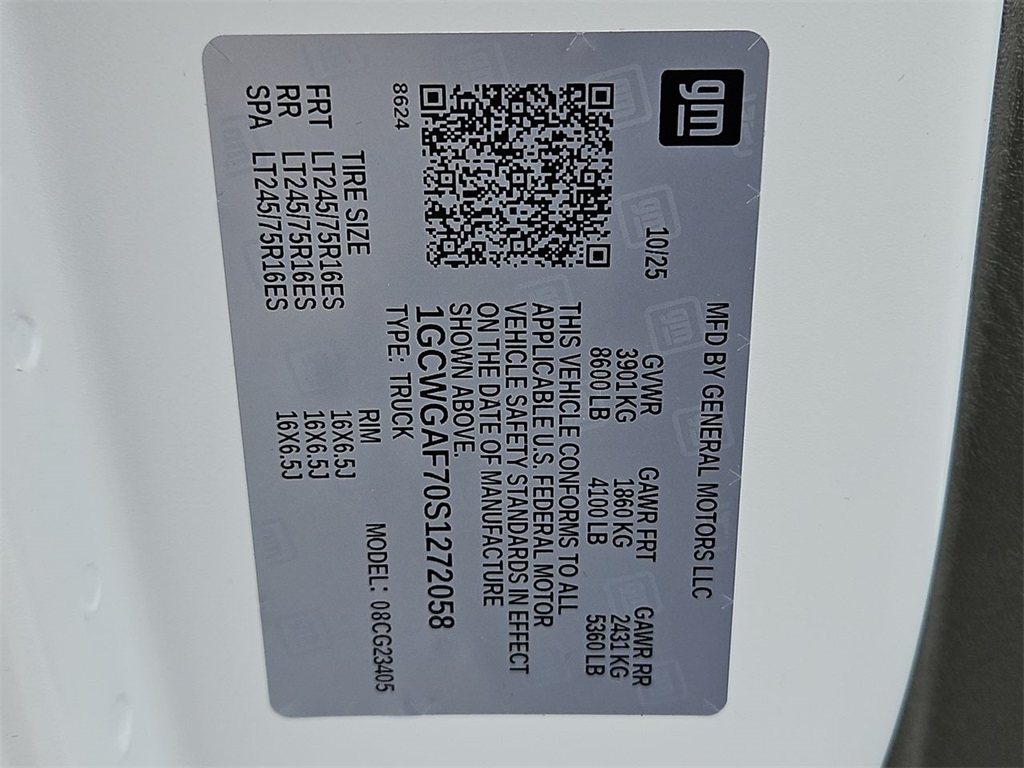 gm
MFD BY GENERAL MOTORS LLC
10/25
GVWR GAWR FRT GAWR RR
3901 KG 1860 KG 2431 KG
8600 LB 4100 LB 5360 LB
THIS VEHICLE CONFORMS TO ALL
APPLICABLE U.S. FEDERAL MOTOR
VEHICLE SAFETY STANDARDS IN EFFECT
ON THE DATE OF MANUFACTURE
SHOWN ABOVE.
1GCWGAF70S1272058
TYPE: TRUCK
MODEL: 08CG23405
8624
TIRE SIZE RIM
FRT LT245/75R16ES 16X6.5J
RR LT245/75R16ES 16X6.5J
SPA LT245/75R16ES 16X6.5J